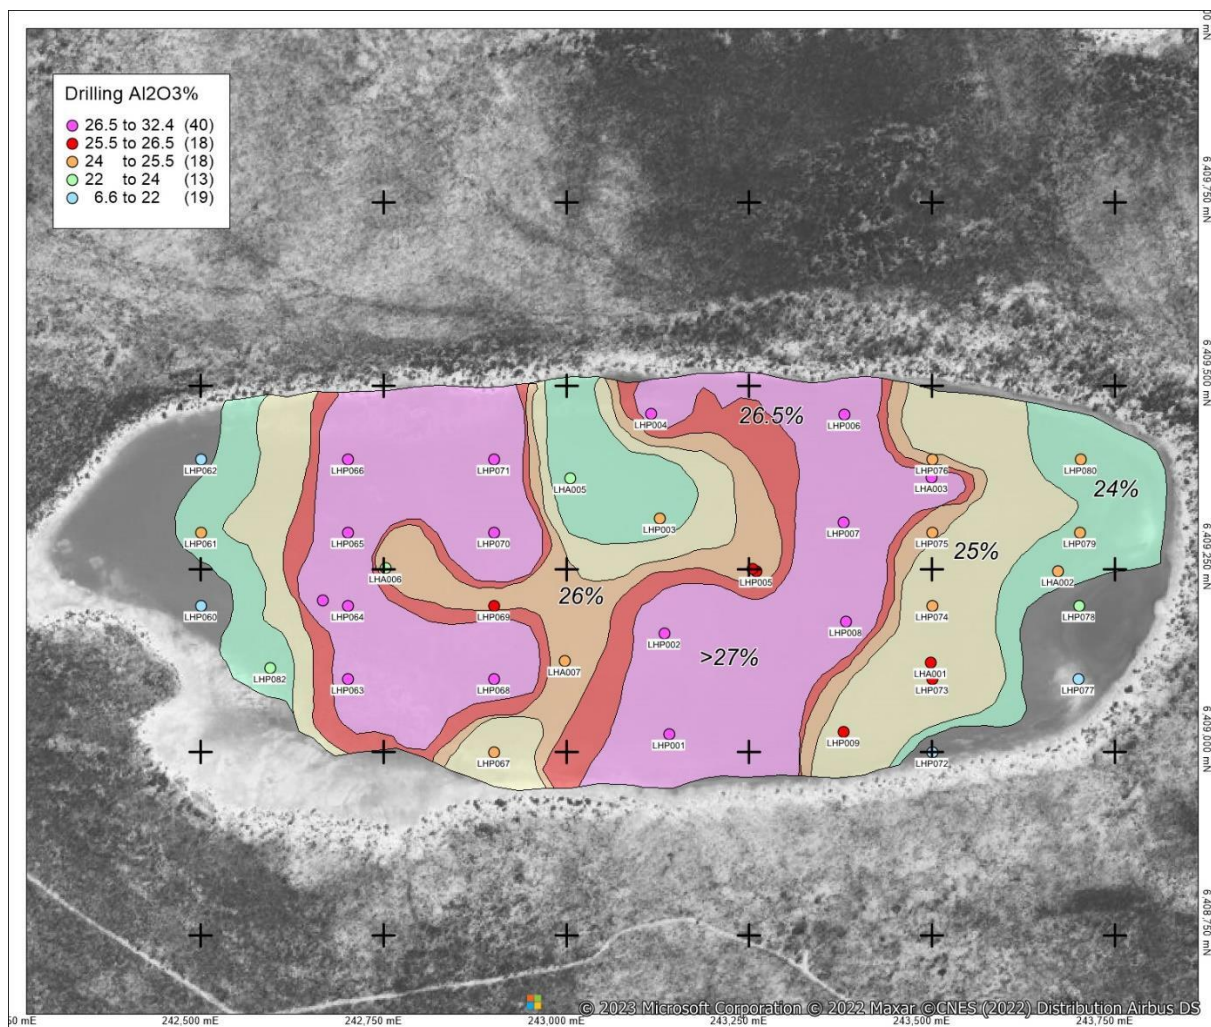 00 mN
Drilling Al2O3%
26.5 to 32.4 (40)
25.5 to 26.5 (18)
24 to 25.5 (18)
22 to 24 (13)
6.6 to 22 (19)
6,409,750 mN
6,409,500 mN
LHP004
26.5%
LHP006
LHP062
LHP066
LHP071
LHA005
LHP076
LHA003
LHP080
24%
LHP061
LHP065
LHP070
LHP003
LHP007
LHP075
25%
LHP079
6,409,250 mN
LHA006
LHP005
LHA002
26%
LHP060
LHP064
LHP069
LHP074
LHP078
LHP002
LHP008
>27%
LHP082
LHP063
LHP068
LHA007
LHA001
LHP073
LHP077
LHP001
LHP009
LHP067
LHP072
6,409,000 mN
6,408,750 mN
© 2023 Microsoft Corporation © 2022 Maxar ©CNES (2022) Distribution Airbus DS
50 mE
242,500 mE
242,750 mE
243,000 mE
243,250 mE
243,500 mE
243,750 mE